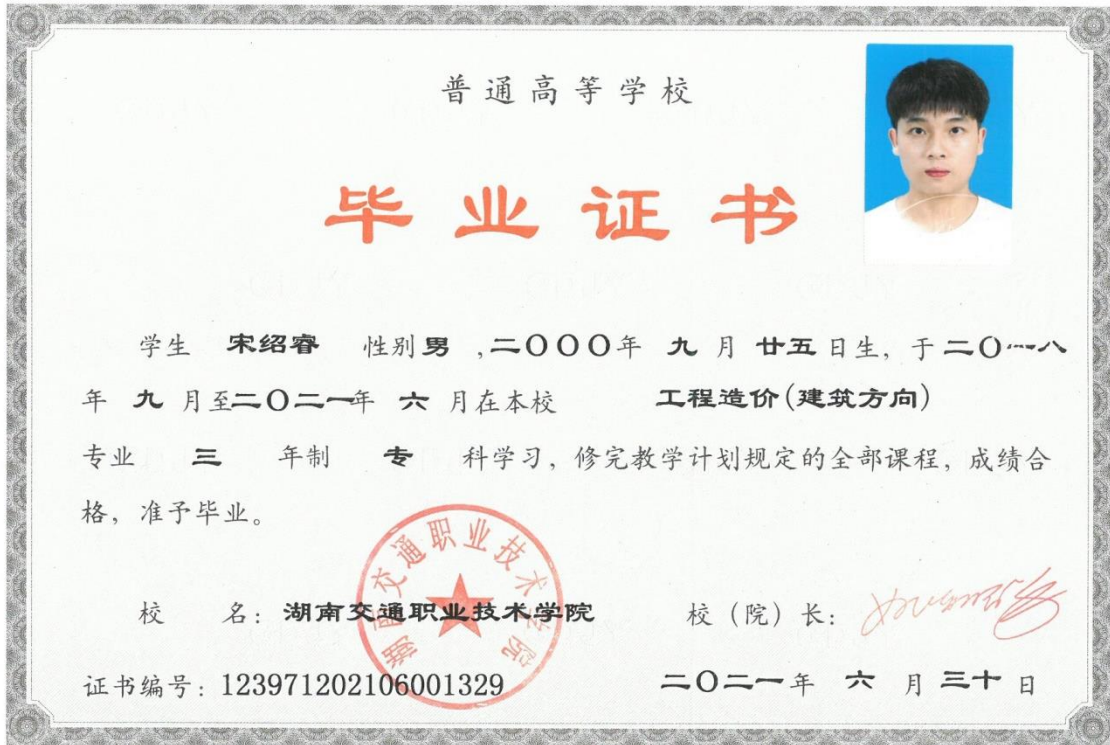 普通高等学校
毕业证书
学生 宋绍睿 性别男,二〇〇〇年 九 月 廿五日生,于二〇一八
年 九 月至二〇二一年 六 月在本校 工程造价(建筑方向)
专业 三 年制 专 科学习,修完教学计划规定的全部课程,成绩合
格,准予毕业。
湖南交通职业技术学院
校 名:湖南交通职业技术学院 校(院)长:
证书编号:123971202106001329 二〇二一年 六 月 三十 日